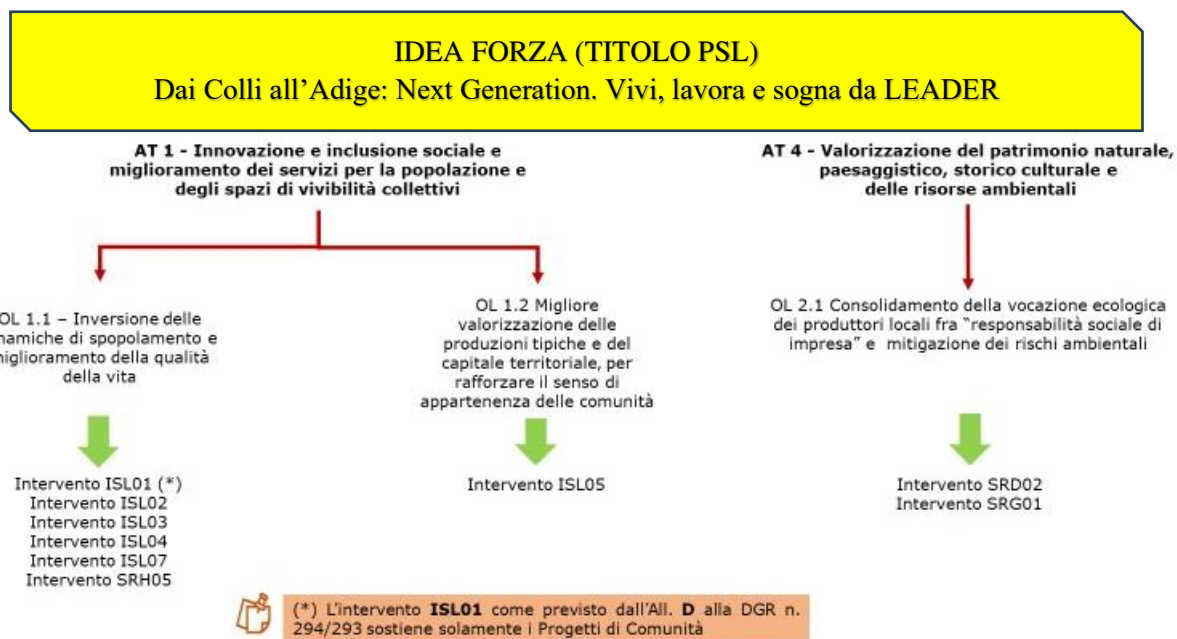 IDEA FORZA (TITOLO PSL)
Dai Colli all’Adige: Next Generation. Vivi, lavora e sogna da LEADER
AT 1 - Innovazione e inclusione sociale e
miglioramento dei servizi per la popolazione e
degli spazi di vivibilità collettivi
AT 4 - Valorizzazione del patrimonio naturale,
paesaggistico, storico culturale e
delle risorse ambientali
OL 1.1 – Inversione delle
namiche di spopolamento e
miglioramento della qualità
della vita
OL 1.2 Migliore
valorizzazione delle
produzioni tipiche e del
capitale territoriale, per
rafforzare il senso di
appartenenza delle comunità
OL 2.1 Consolidamento della vocazione ecologica
dei produttori locali fra “responsabilità sociale di
impresa” e mitigazione dei rischi ambientali
Intervento ISL01 (*)
Intervento ISL02
Intervento ISL03
Intervento ISL04
Intervento ISL07
Intervento SRH05
Intervento ISL05
Intervento SRD02
Intervento SRG01
(*) L’intervento ISL01 come previsto dall’All. D alla DGR n.
294/293 sostiene solamente i Progetti di Comunità